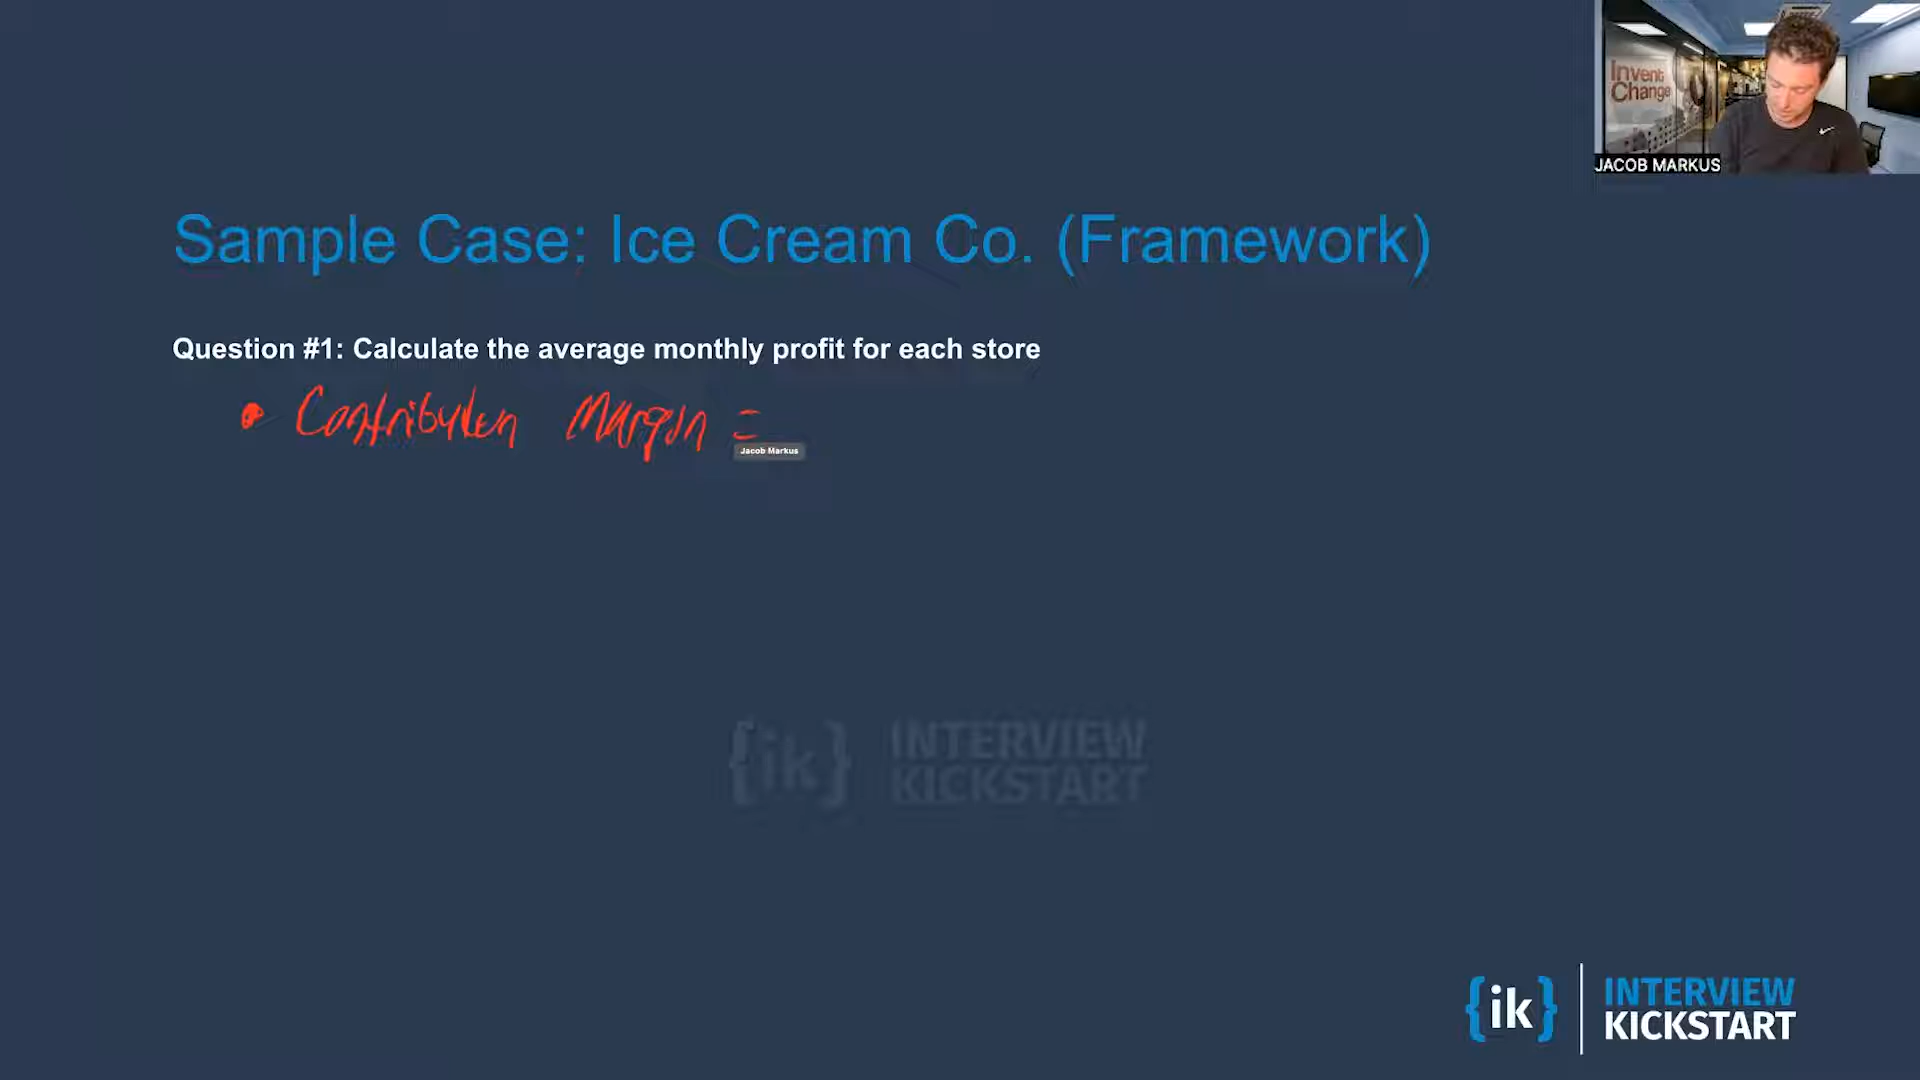 Invent
Change
JACOB MARKUS
Sample Case: Ice Cream Co. (Framework)
Question #1: Calculate the average monthly profit for each store
• Contribution Margin =
Jacob Markus
{ik} INTERVIEW
KICKSTART
{ik} INTERVIEW
KICKSTART